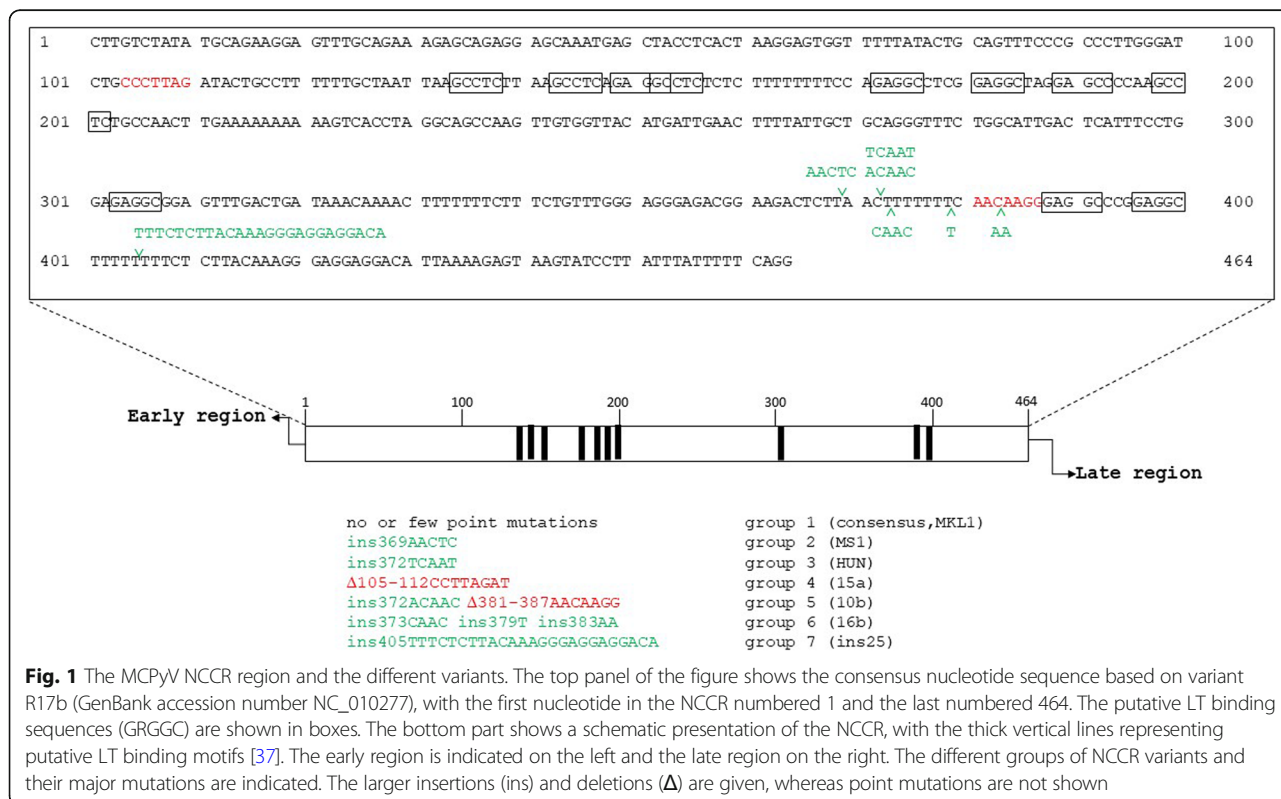 1 CTTGTCTATA TGCAGAAGGA GTTTGCAGAA AGAGCAGAGG AGCAAATGAG CTACCTCACT AAGGAGTGGT TTTTATACTG CAGTTTCCCG CCCTTGGGAT 100
101 CTGCCCTTAG ATACTGCCTT TTTTGCTAAT TAAGCCTCTT AAGCCTCAGA GGCCTCTCTC TTTTTTTTCC AGAGGCCTCG GAGGCTAGGA GCCCCAAGCC 200
201 TCTGCCAACT TGAAAAAAAA AAGTCACCTA GGCAGCCAAG TTGTGGTTAC ATGATTGAAC TTTTATTGCT GCAGGGTTTC TGGCATTGAC TCATTTCCTG 300
TCAAT
AACTC ACAAC
301 GAGAGGCGGA GTTTGACTGA TAAACAAAAC TTTTTTTCTT TCTGTTTGGG AGGGAGACGG AAGACTCTTA ACTTTTTTTC AACAAGGGAG GCCCGGAGGC 400
TTTCTCTTACAAAGGGAGGAGGACA CAAC T AA
401 TTTTTTTTCT CTTACAAAGG GAGGAGGACA TTAAAAGAGT AAGTATCCTT ATTTATTTTT CAGG 464
1 100 200 300 400 464
Early region
Late region
no or few point mutations group 1 (consensus,MKL1)
ins369AACTC group 2 (MS1)
ins372TCAAT group 3 (HUN)
Δ105-112CCTTAGAT group 4 (15a)
ins372ACAAC Δ381-387AACAAGG group 5 (10b)
ins373CAAC ins379T ins383AA group 6 (16b)
ins405TTTCTCTTACAAAGGGAGGAGGACA group 7 (ins25)
Fig. 1 The MCPyV NCCR region and the different variants. The top panel of the figure shows the consensus nucleotide sequence based on variant
R17b (GenBank accession number NC_010277), with the first nucleotide in the NCCR numbered 1 and the last numbered 464. The putative LT binding
sequences (GRGGC) are shown in boxes. The bottom part shows a schematic presentation of the NCCR, with the thick vertical lines representing
putative LT binding motifs [37]. The early region is indicated on the left and the late region on the right. The different groups of NCCR variants and
their major mutations are indicated. The larger insertions (ins) and deletions (Δ) are given, whereas point mutations are not shown